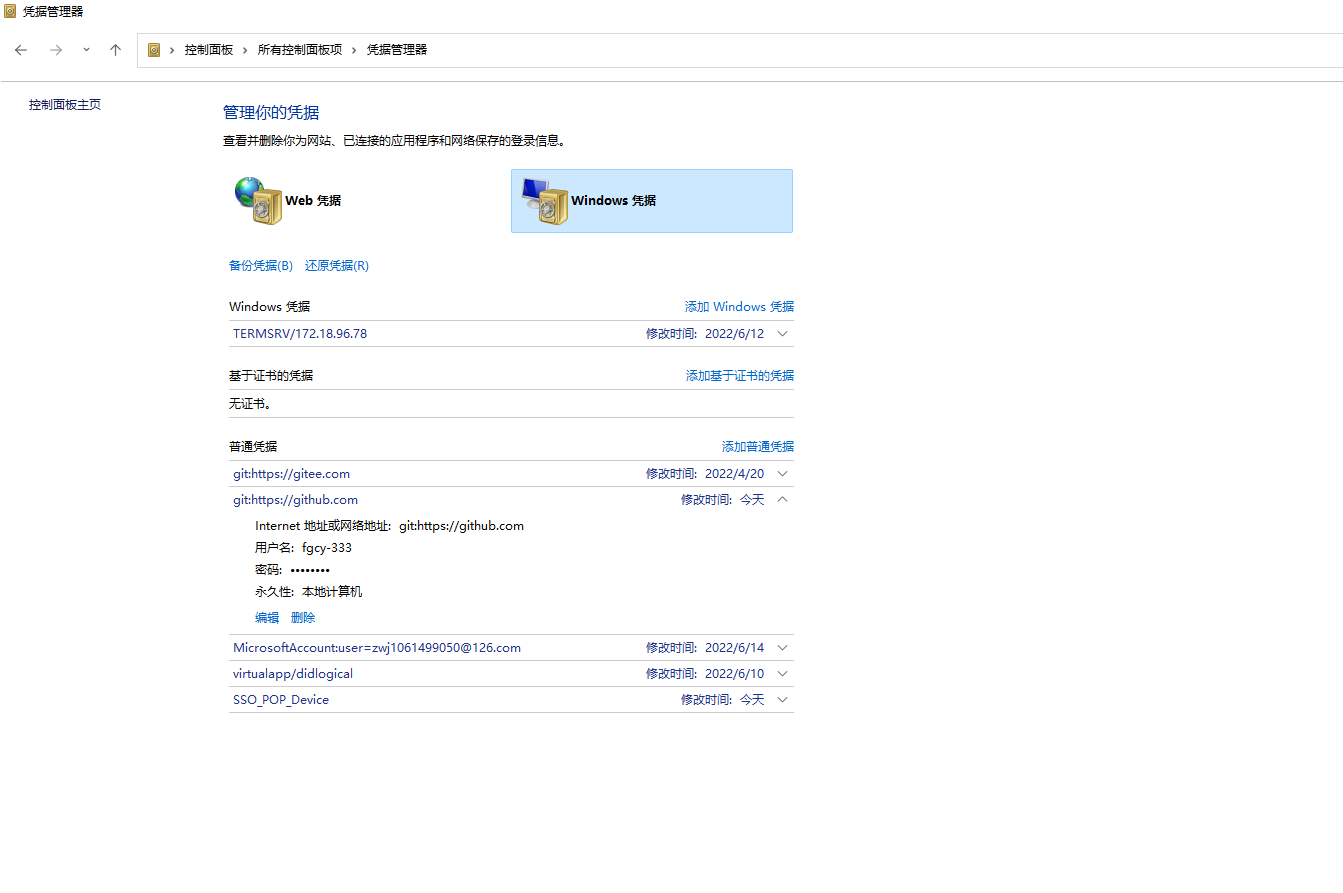 凭据管理器
控制面板 › 所有控制面板项 › 凭据管理器
控制面板主页
管理你的凭据
查看并删除你为网站、已连接的应用程序和网络保存的登录信息。
Web 凭据 Windows 凭据
备份凭据(B) 还原凭据(R)
Windows 凭据 添加 Windows 凭据
TERMSRV/172.18.96.78 修改时间: 2022/6/12
基于证书的凭据 添加基于证书的凭据
无证书。
普通凭据 添加普通凭据
git:https://gitee.com 修改时间: 2022/4/20
git:https://github.com 修改时间: 今天
Internet 地址或网络地址: git:https://github.com
用户名: fgcy-333
密码: ••••••••
永久性: 本地计算机
编辑 删除
MicrosoftAccount:user=zwj1061499050@126.com 修改时间: 2022/6/14
virtualapp/didlogical 修改时间: 2022/6/10
SSO_POP_Device 修改时间: 今天